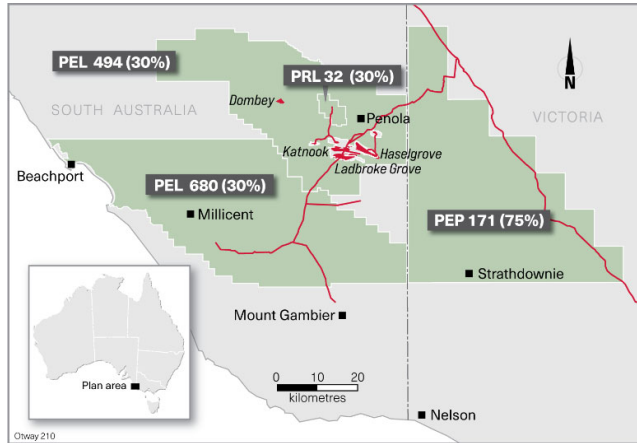 PEL 494 (30%)
PRL 32 (30%)
N
SOUTH AUSTRALIA
VICTORIA
Dombey
Penola
Katnook
Haselgrove
Ladbroke Grove
Beachport
PEL 680 (30%)
Millicent
PEP 171 (75%)
Strathdownie
Mount Gambier
Plan area
0 10 20
kilometres
Nelson
Otway 210